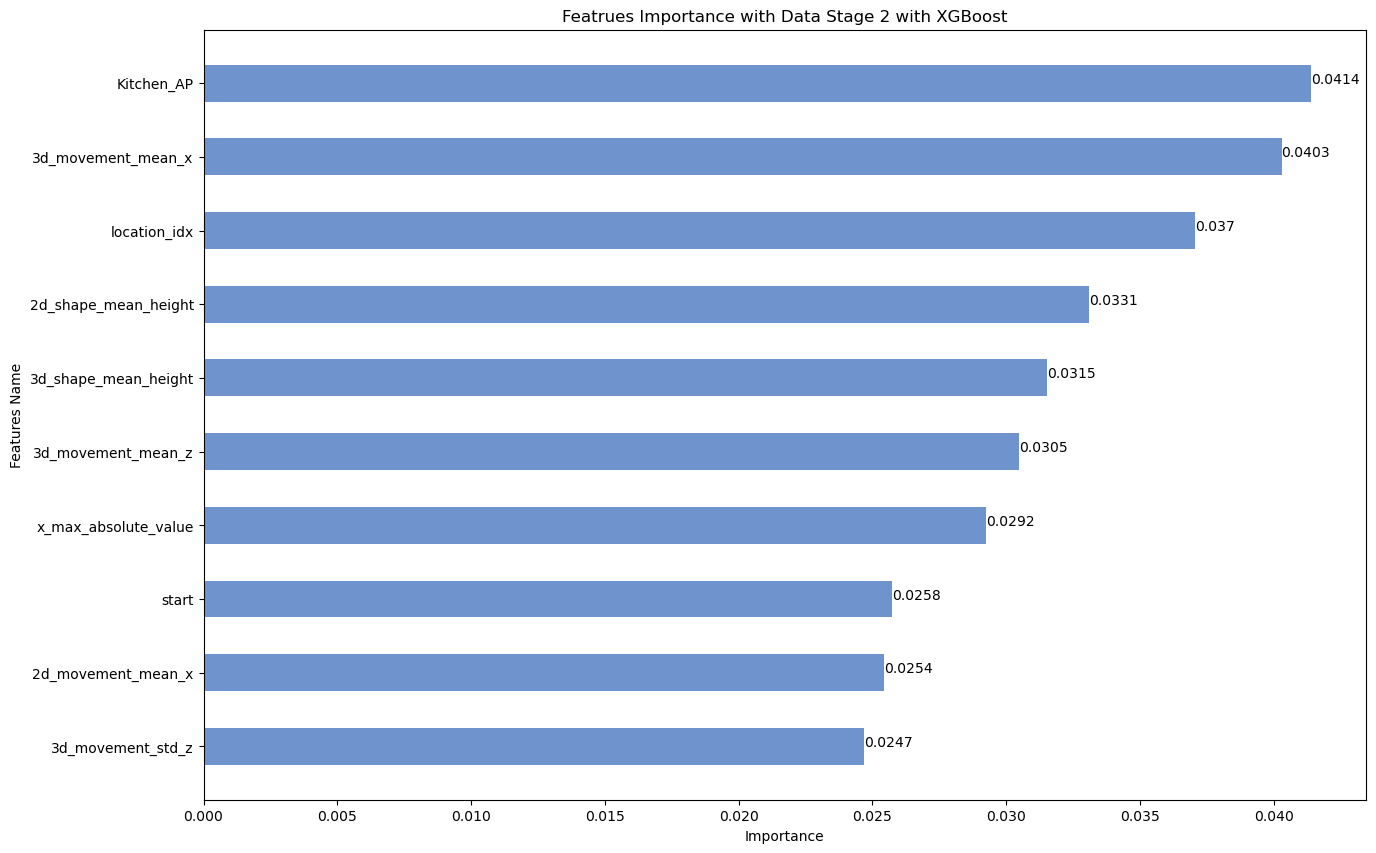 Featrues Importance with Data Stage 2 with XGBoost
Kitchen_AP
0.0414
3d_movement_mean_x
0.0403
location_idx
0.037
2d_shape_mean_height
0.0331
3d_shape_mean_height
0.0315
3d_movement_mean_z
0.0305
x_max_absolute_value
0.0292
start
0.0258
2d_movement_mean_x
0.0254
3d_movement_std_z
0.0247
Features Name
0.000 0.005 0.010 0.015 0.020 0.025 0.030 0.035 0.040
Importance